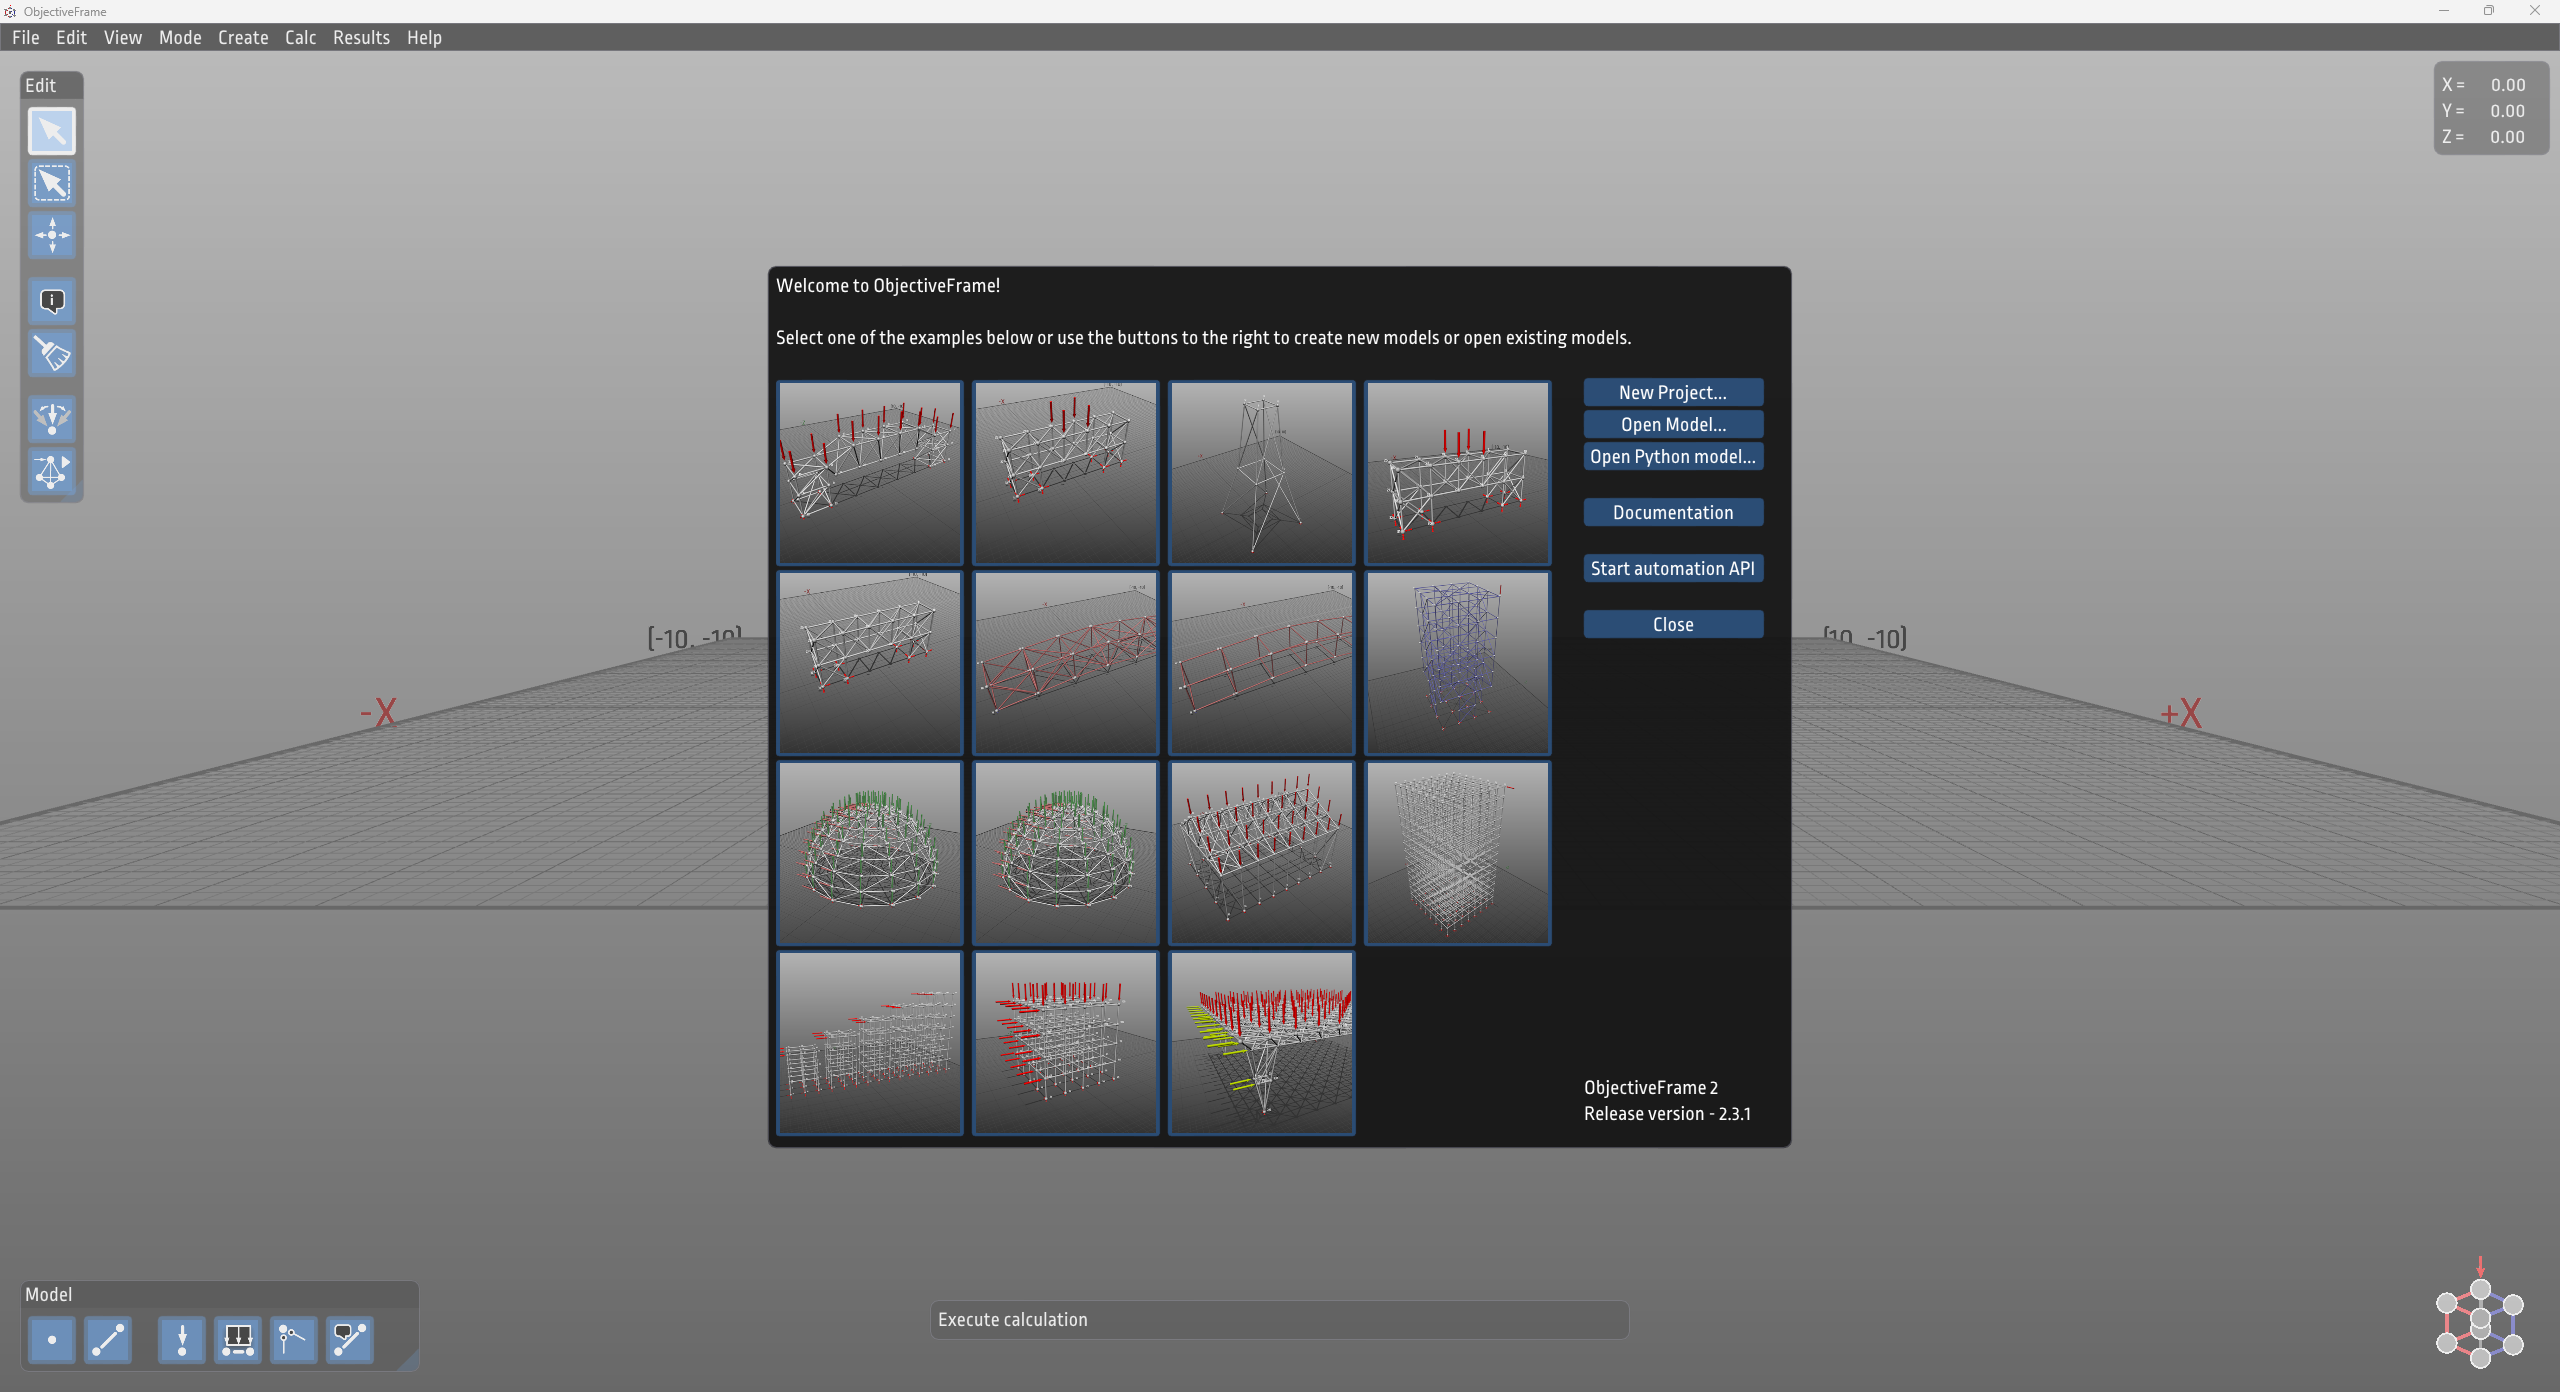 ObjectiveFrame
File Edit View Mode Create Calc Results Help
Edit
X = 0.00
Y = 0.00
Z = 0.00
Welcome to ObjectiveFrame!
Select one of the examples below or use the buttons to the right to create new models or open existing models.
New Project...
Open Model...
Open Python model...
Documentation
Start automation API
Close
(-10, -10)
(10, -10)
-X
+X
ObjectiveFrame 2
Release version - 2.3.1
Model
Execute calculation